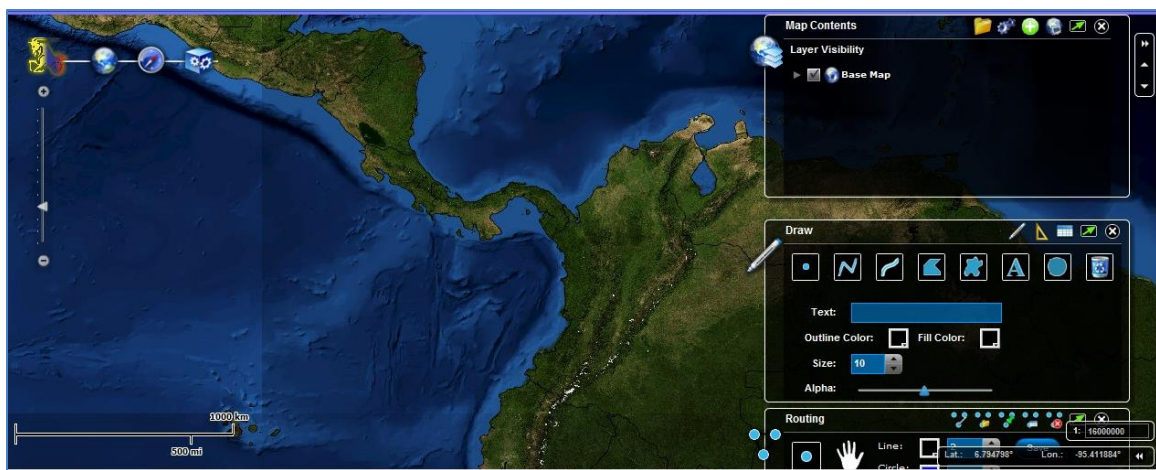 Map Contents
Layer Visibility
Base Map
Draw
Text:
Outline Color: Fill Color:
Size: 10
Alpha:
1000 km
500 mi
Routing
1: 16000000
Line:
Save
Lat.: 6.794798° Lon.: -95.411884°
Circle: